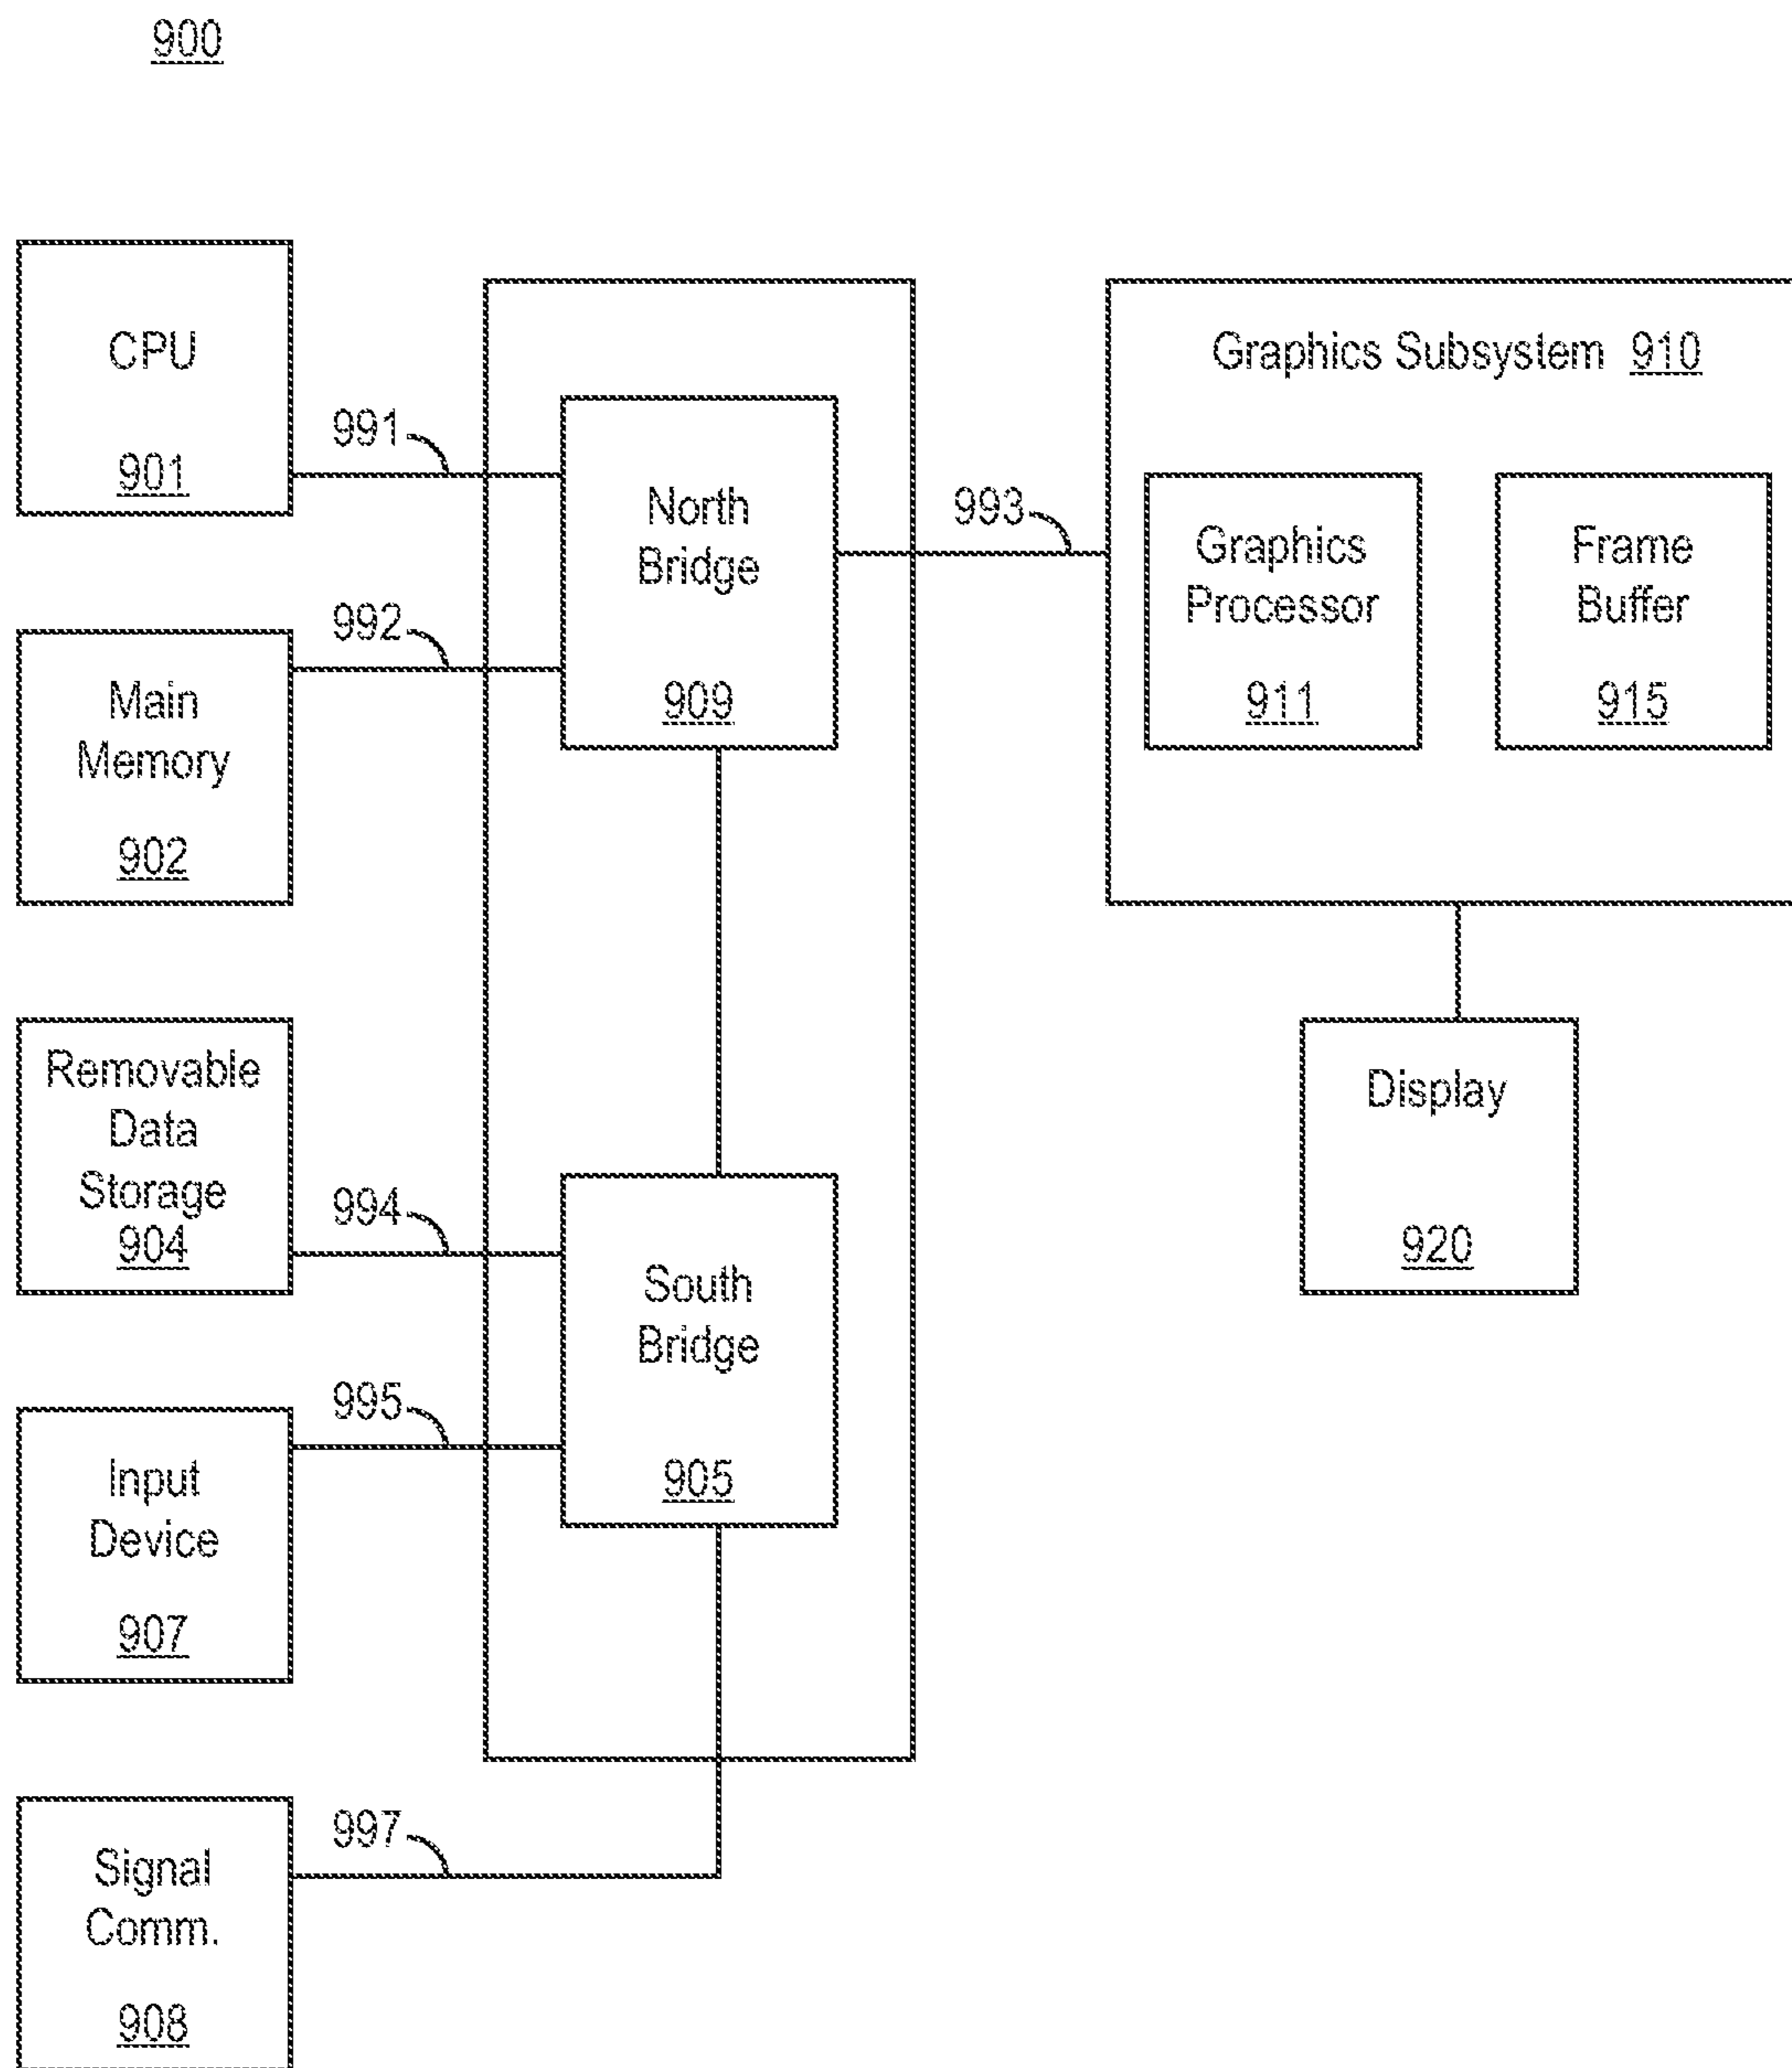 900
CPU
901
991
North
Bridge
909
993
Graphics Subsystem 910
Graphics
Processor
911
Frame
Buffer
915
992
Main
Memory
902
Removable
Data
Storage
904
994
South
Bridge
905
Display
920
995
Input
Device
907
997
Signal
Comm.
908